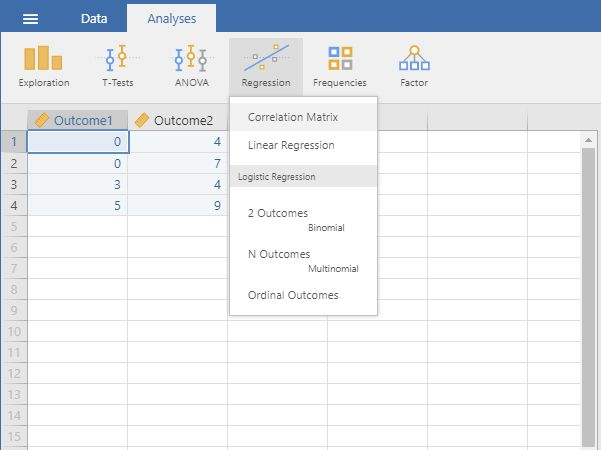 Data Analyses
Exploration T-Tests ANOVA Regression Frequencies Factor
Outcome1 Outcome2
Correlation Matrix
Linear Regression
Logistic Regression
2 Outcomes
Binomial
N Outcomes
Multinomial
Ordinal Outcomes
1 0 4
2 0 7
3 3 4
4 5 9
5
6
7
8
9
10
11
12
13
14
15